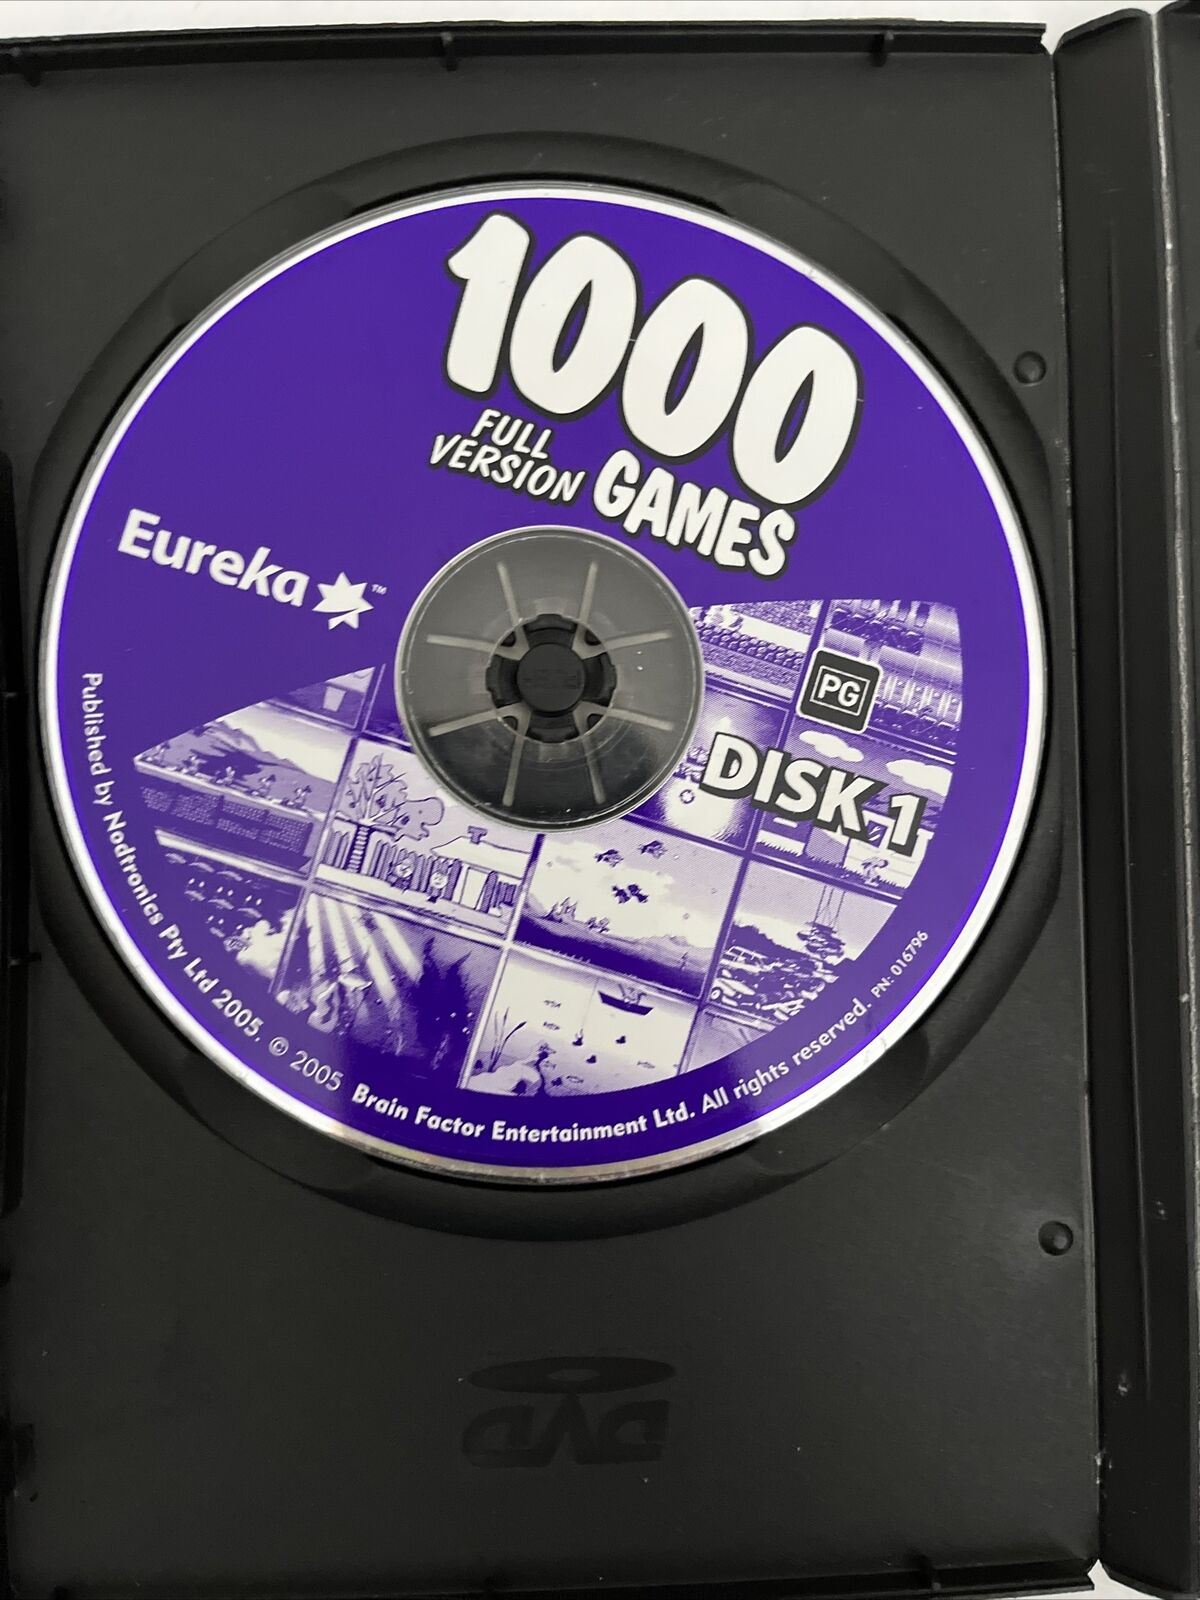 1000
FULL
VERSION
GAMES
Eureka™
PG
DISK 1
Published by Nodtronics Pty Ltd 2005. © 2005 Brain Factor Entertainment Ltd. All rights reserved. PN: 016796
DVD